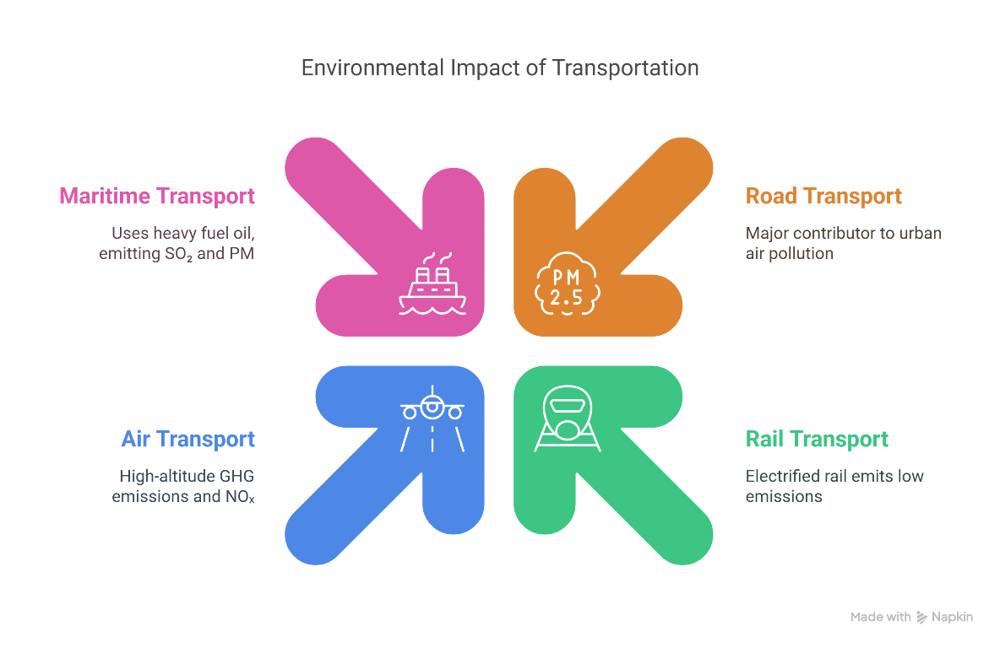 Environmental Impact of Transportation
Maritime Transport
Uses heavy fuel oil,
emitting SO₂ and PM
Road Transport
Major contributor to urban
air pollution
PM
2.5
Air Transport
High-altitude GHG
emissions and NOₓ
Rail Transport
Electrified rail emits low
emissions
Made with Napkin